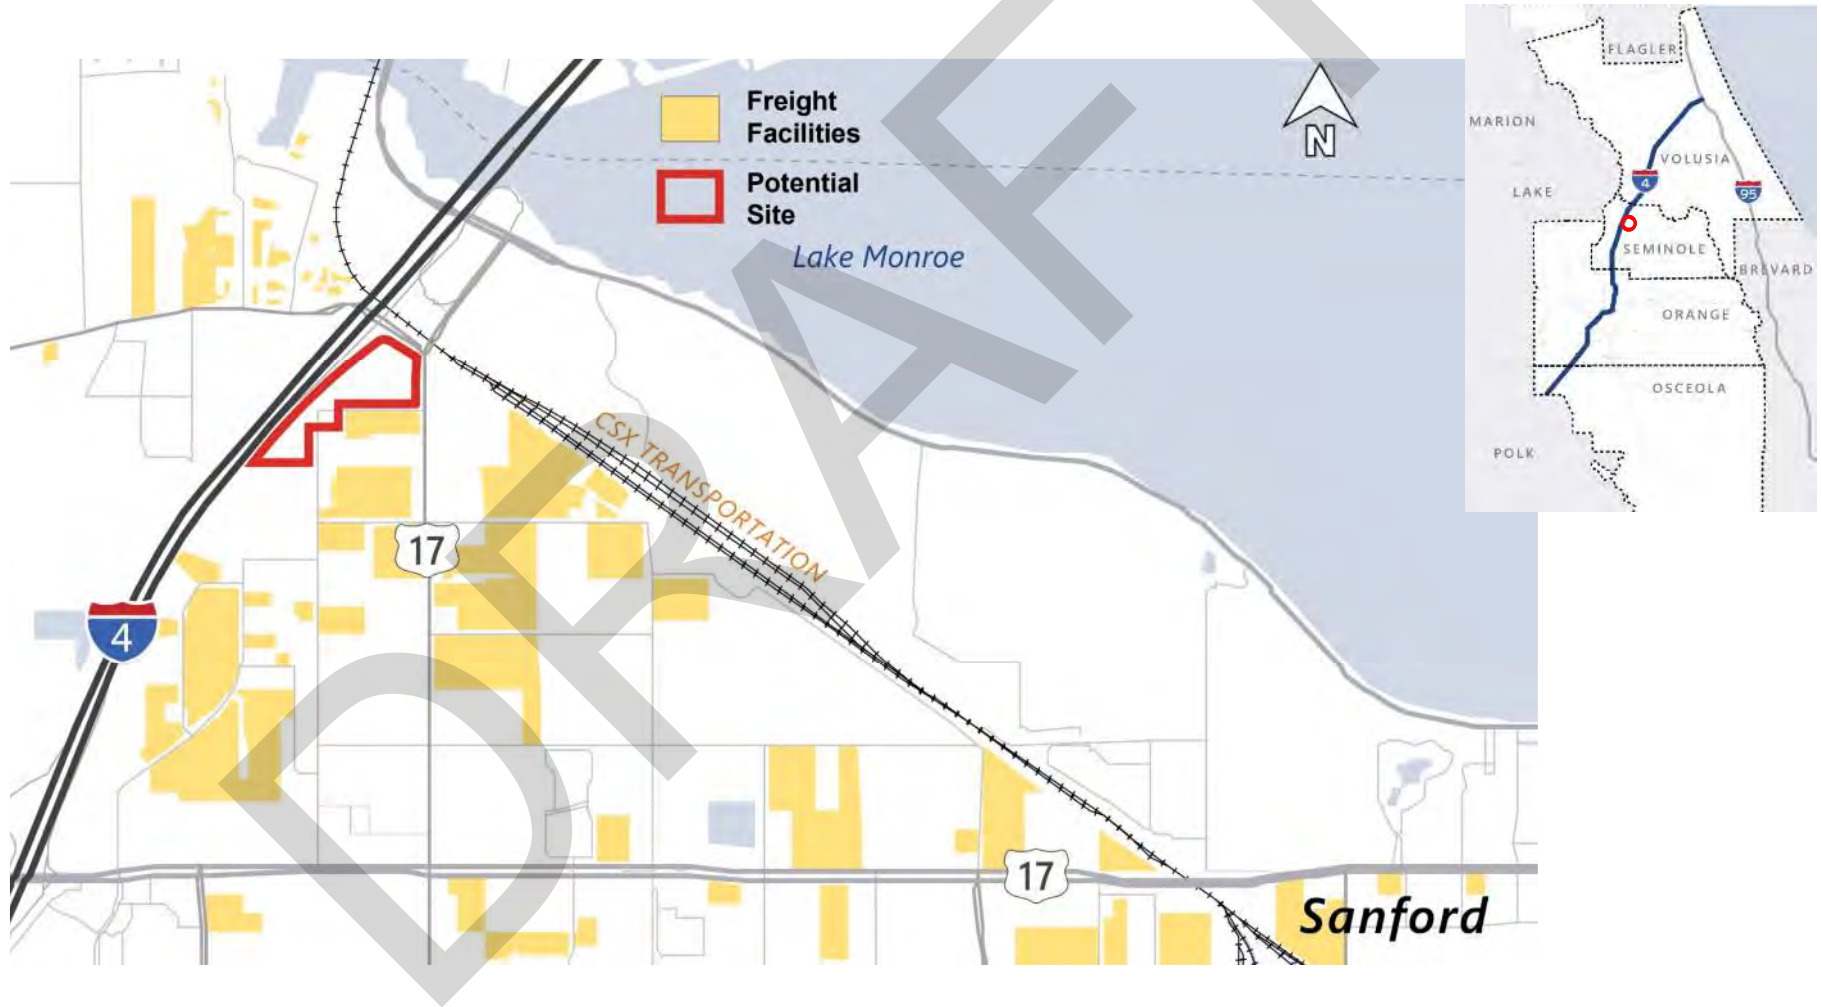 Freight
Facilities
Potential
Site
N
Lake Monroe
CSX TRANSPORTATION
17
4
17
Sanford
DRAFT
FLAGLER
MARION
VOLUSIA
4
95
LAKE
SEMINOLE
BREVARD
ORANGE
OSCEOLA
POLK